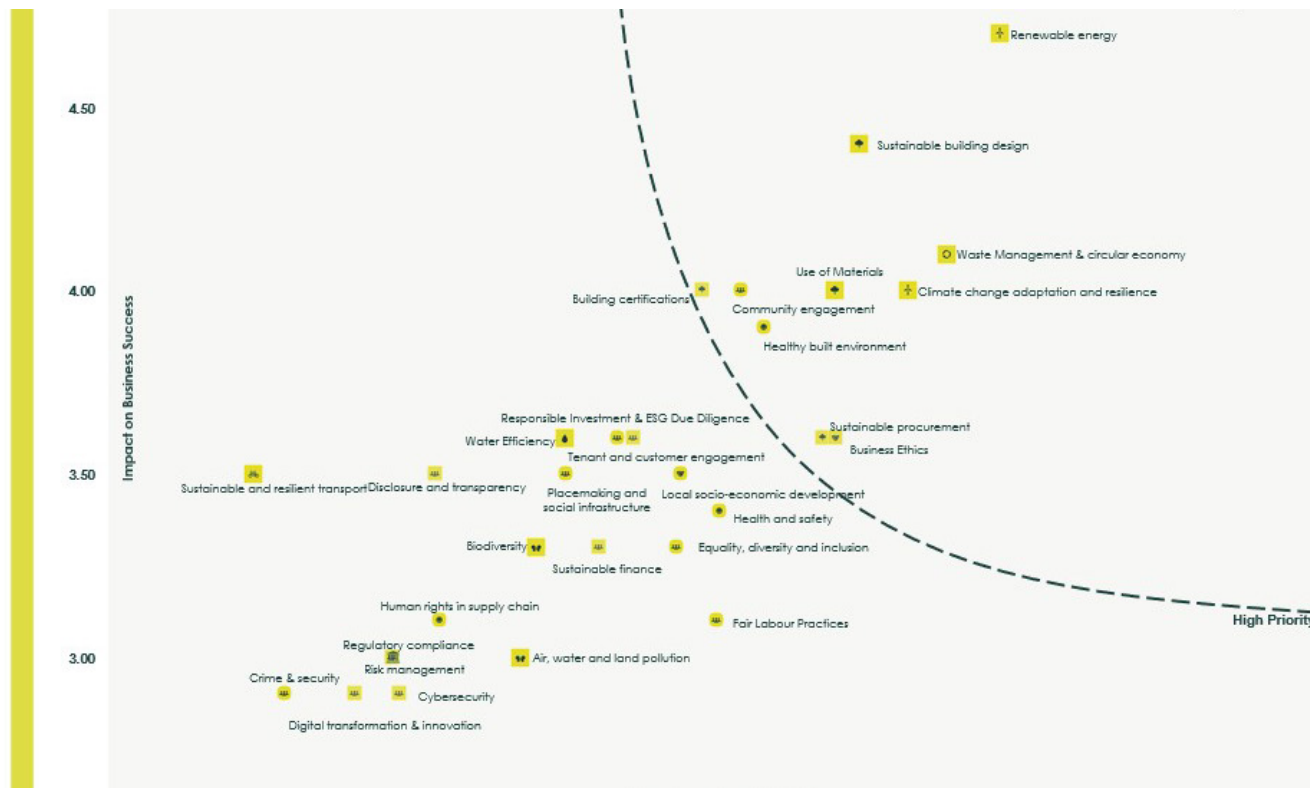 Renewable energy
4.50
Sustainable building design
Waste Management & circular economy
Use of Materials
4.00
Building certifications
Climate change adaptation and resilience
Community engagement
Healthy built environment
Impact on Business Success
Responsible Investment & ESG Due Diligence
Sustainable procurement
Water Efficiency
Business Ethics
Tenant and customer engagement
3.50
Sustainable and resilient transport
Disclosure and transparency
Placemaking and
social infrastructure
Local socio-economic development
Health and safety
Biodiversity
Equality, diversity and inclusion
Sustainable finance
Human rights in supply chain
High Priority
Fair Labour Practices
Regulatory compliance
3.00
Risk management
Air, water and land pollution
Crime & security
Cybersecurity
Digital transformation & innovation